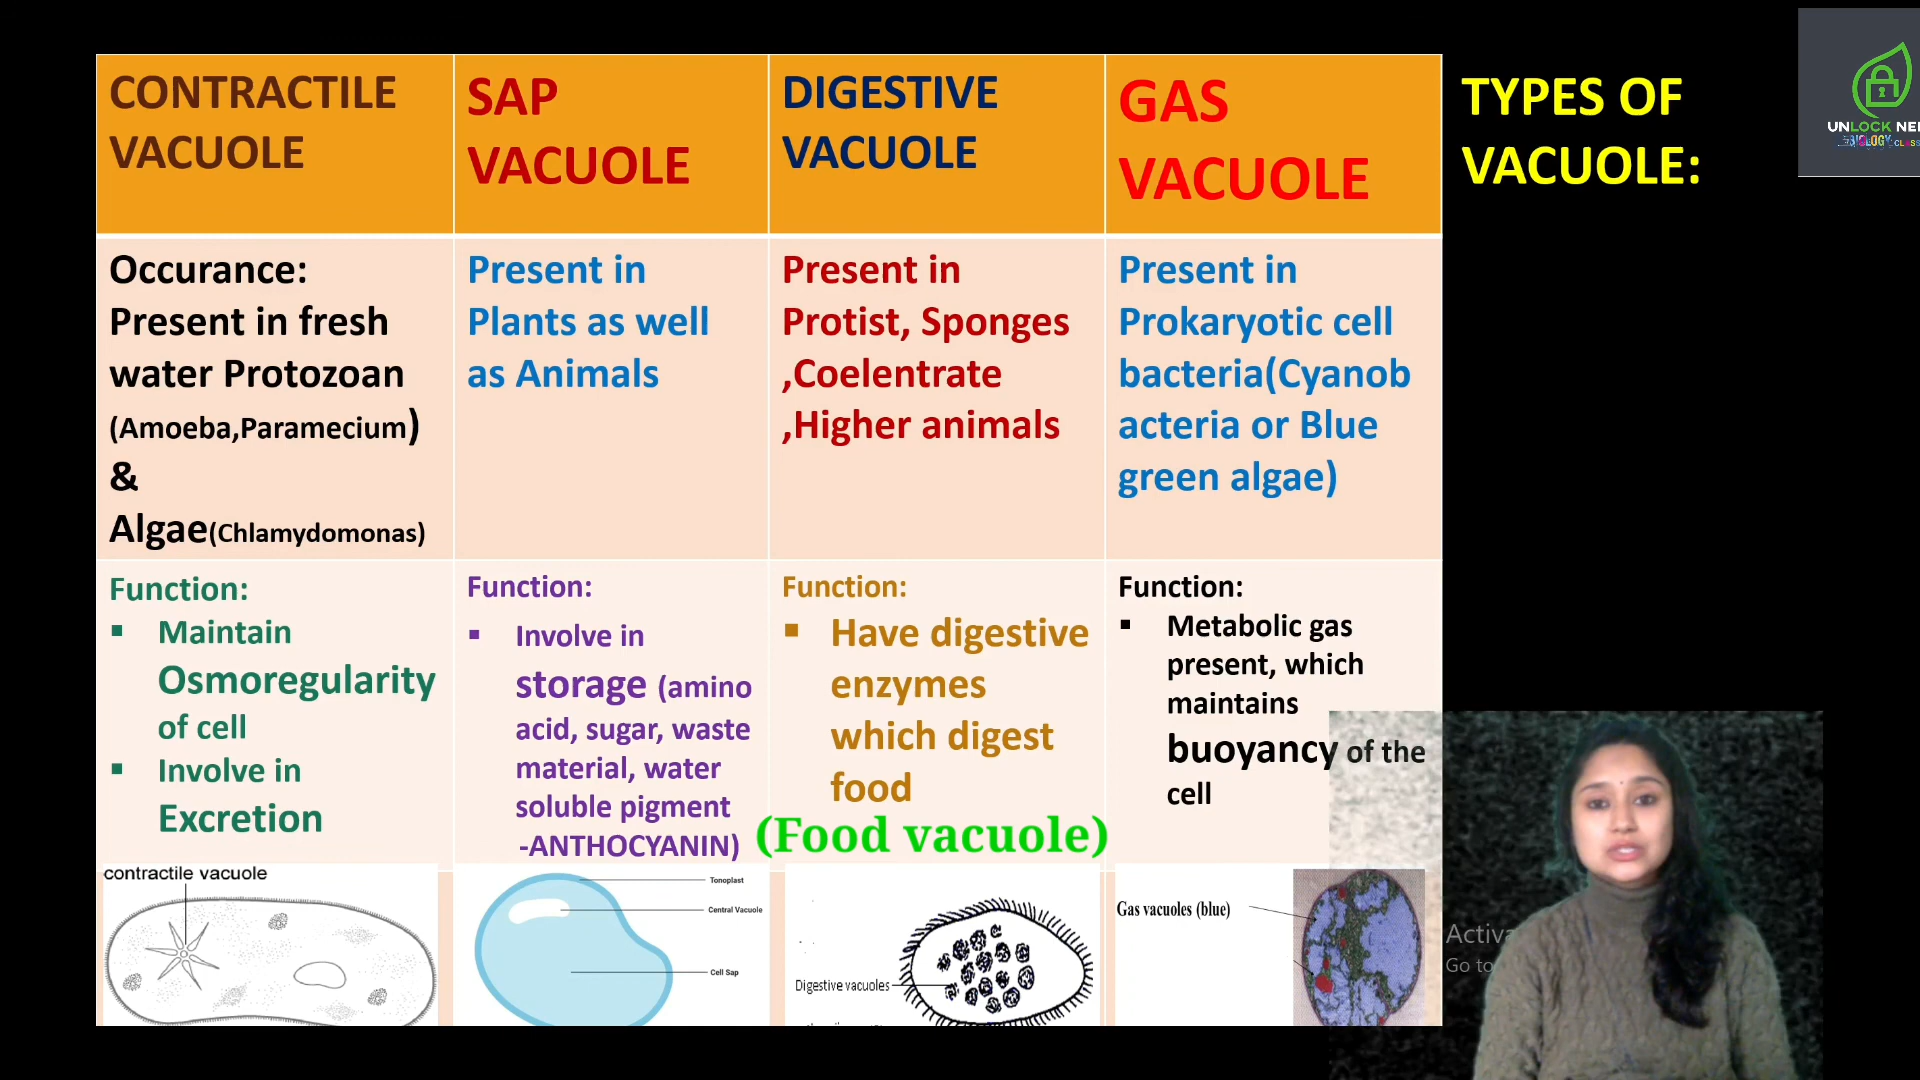 CONTRACTILE
VACUOLE
SAP
VACUOLE
DIGESTIVE
VACUOLE
GAS
VACUOLE
TYPES OF
VACUOLE:
UNLOCK
BIOLOGY CLASS
Occurance:
Present in fresh
water Protozoan
(Amoeba,Paramecium)
&
Algae(Chlamydomonas)
Present in
Plants as well
as Animals
Present in
Protist, Sponges
,Coelentrate
,Higher animals
Present in
Prokaryotic cell
bacteria(Cyanob
acteria or Blue
green algae)
Function:
▪ Maintain
Osmoregularity
of cell
▪ Involve in
Excretion
Function:
▪ Involve in
storage (amino
acid, sugar, waste
material, water
soluble pigment
-ANTHOCYANIN)
Function:
▪ Have digestive
enzymes
which digest
food
(Food vacuole)
Function:
▪ Metabolic gas
present, which
maintains
buoyancy of the
cell
contractile vacuole
Tonoplast
Central Vacuole
Cell Sap
Digestive vacuoles
Gas vacuoles (blue)
Go to